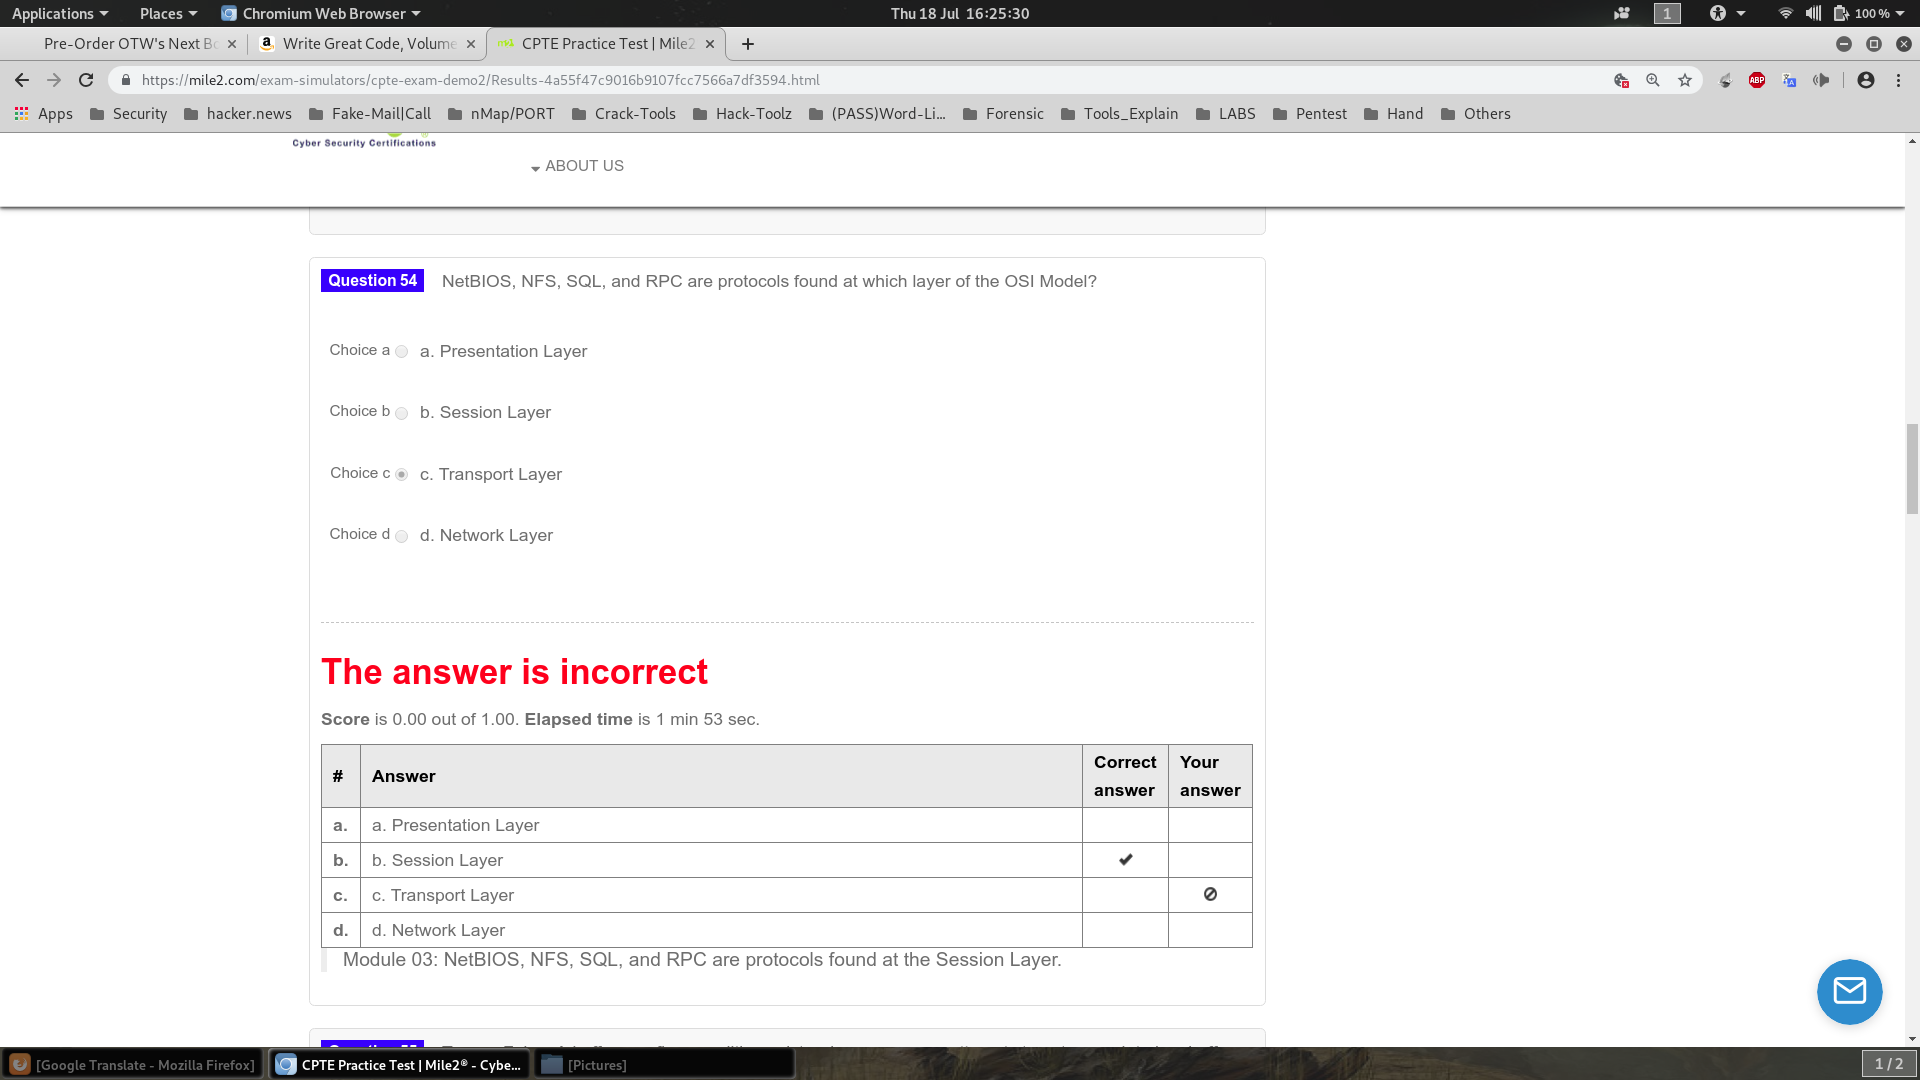 Applications Places Chromium Web Browser Thu 18 Jul 16:25:30 1 100 %
Pre-Order OTW's Next Bo Write Great Code, Volume CPTE Practice Test | Mile2
https://mile2.com/exam-simulators/cpte-exam-demo2/Results-4a55f47c9016b9107fcc7566a7df3594.html ABP
Apps Security hacker.news Fake-Mail|Call nMap/PORT Crack-Tools Hack-Toolz (PASS)Word-Li... Forensic Tools_Explain LABS Pentest Hand Others
Cyber Security Certifications
ABOUT US
Question 54 NetBIOS, NFS, SQL, and RPC are protocols found at which layer of the OSI Model?
Choice a a. Presentation Layer
Choice b b. Session Layer
Choice c c. Transport Layer
Choice d d. Network Layer
The answer is incorrect
Score is 0.00 out of 1.00. Elapsed time is 1 min 53 sec.
# Answer Correct answer Your answer
a. a. Presentation Layer
b. b. Session Layer
c. c. Transport Layer
d. d. Network Layer
Module 03: NetBIOS, NFS, SQL, and RPC are protocols found at the Session Layer.
[Google Translate - Mozilla Firefox] CPTE Practice Test | Mile2® - Cybe... [Pictures] 1 / 2